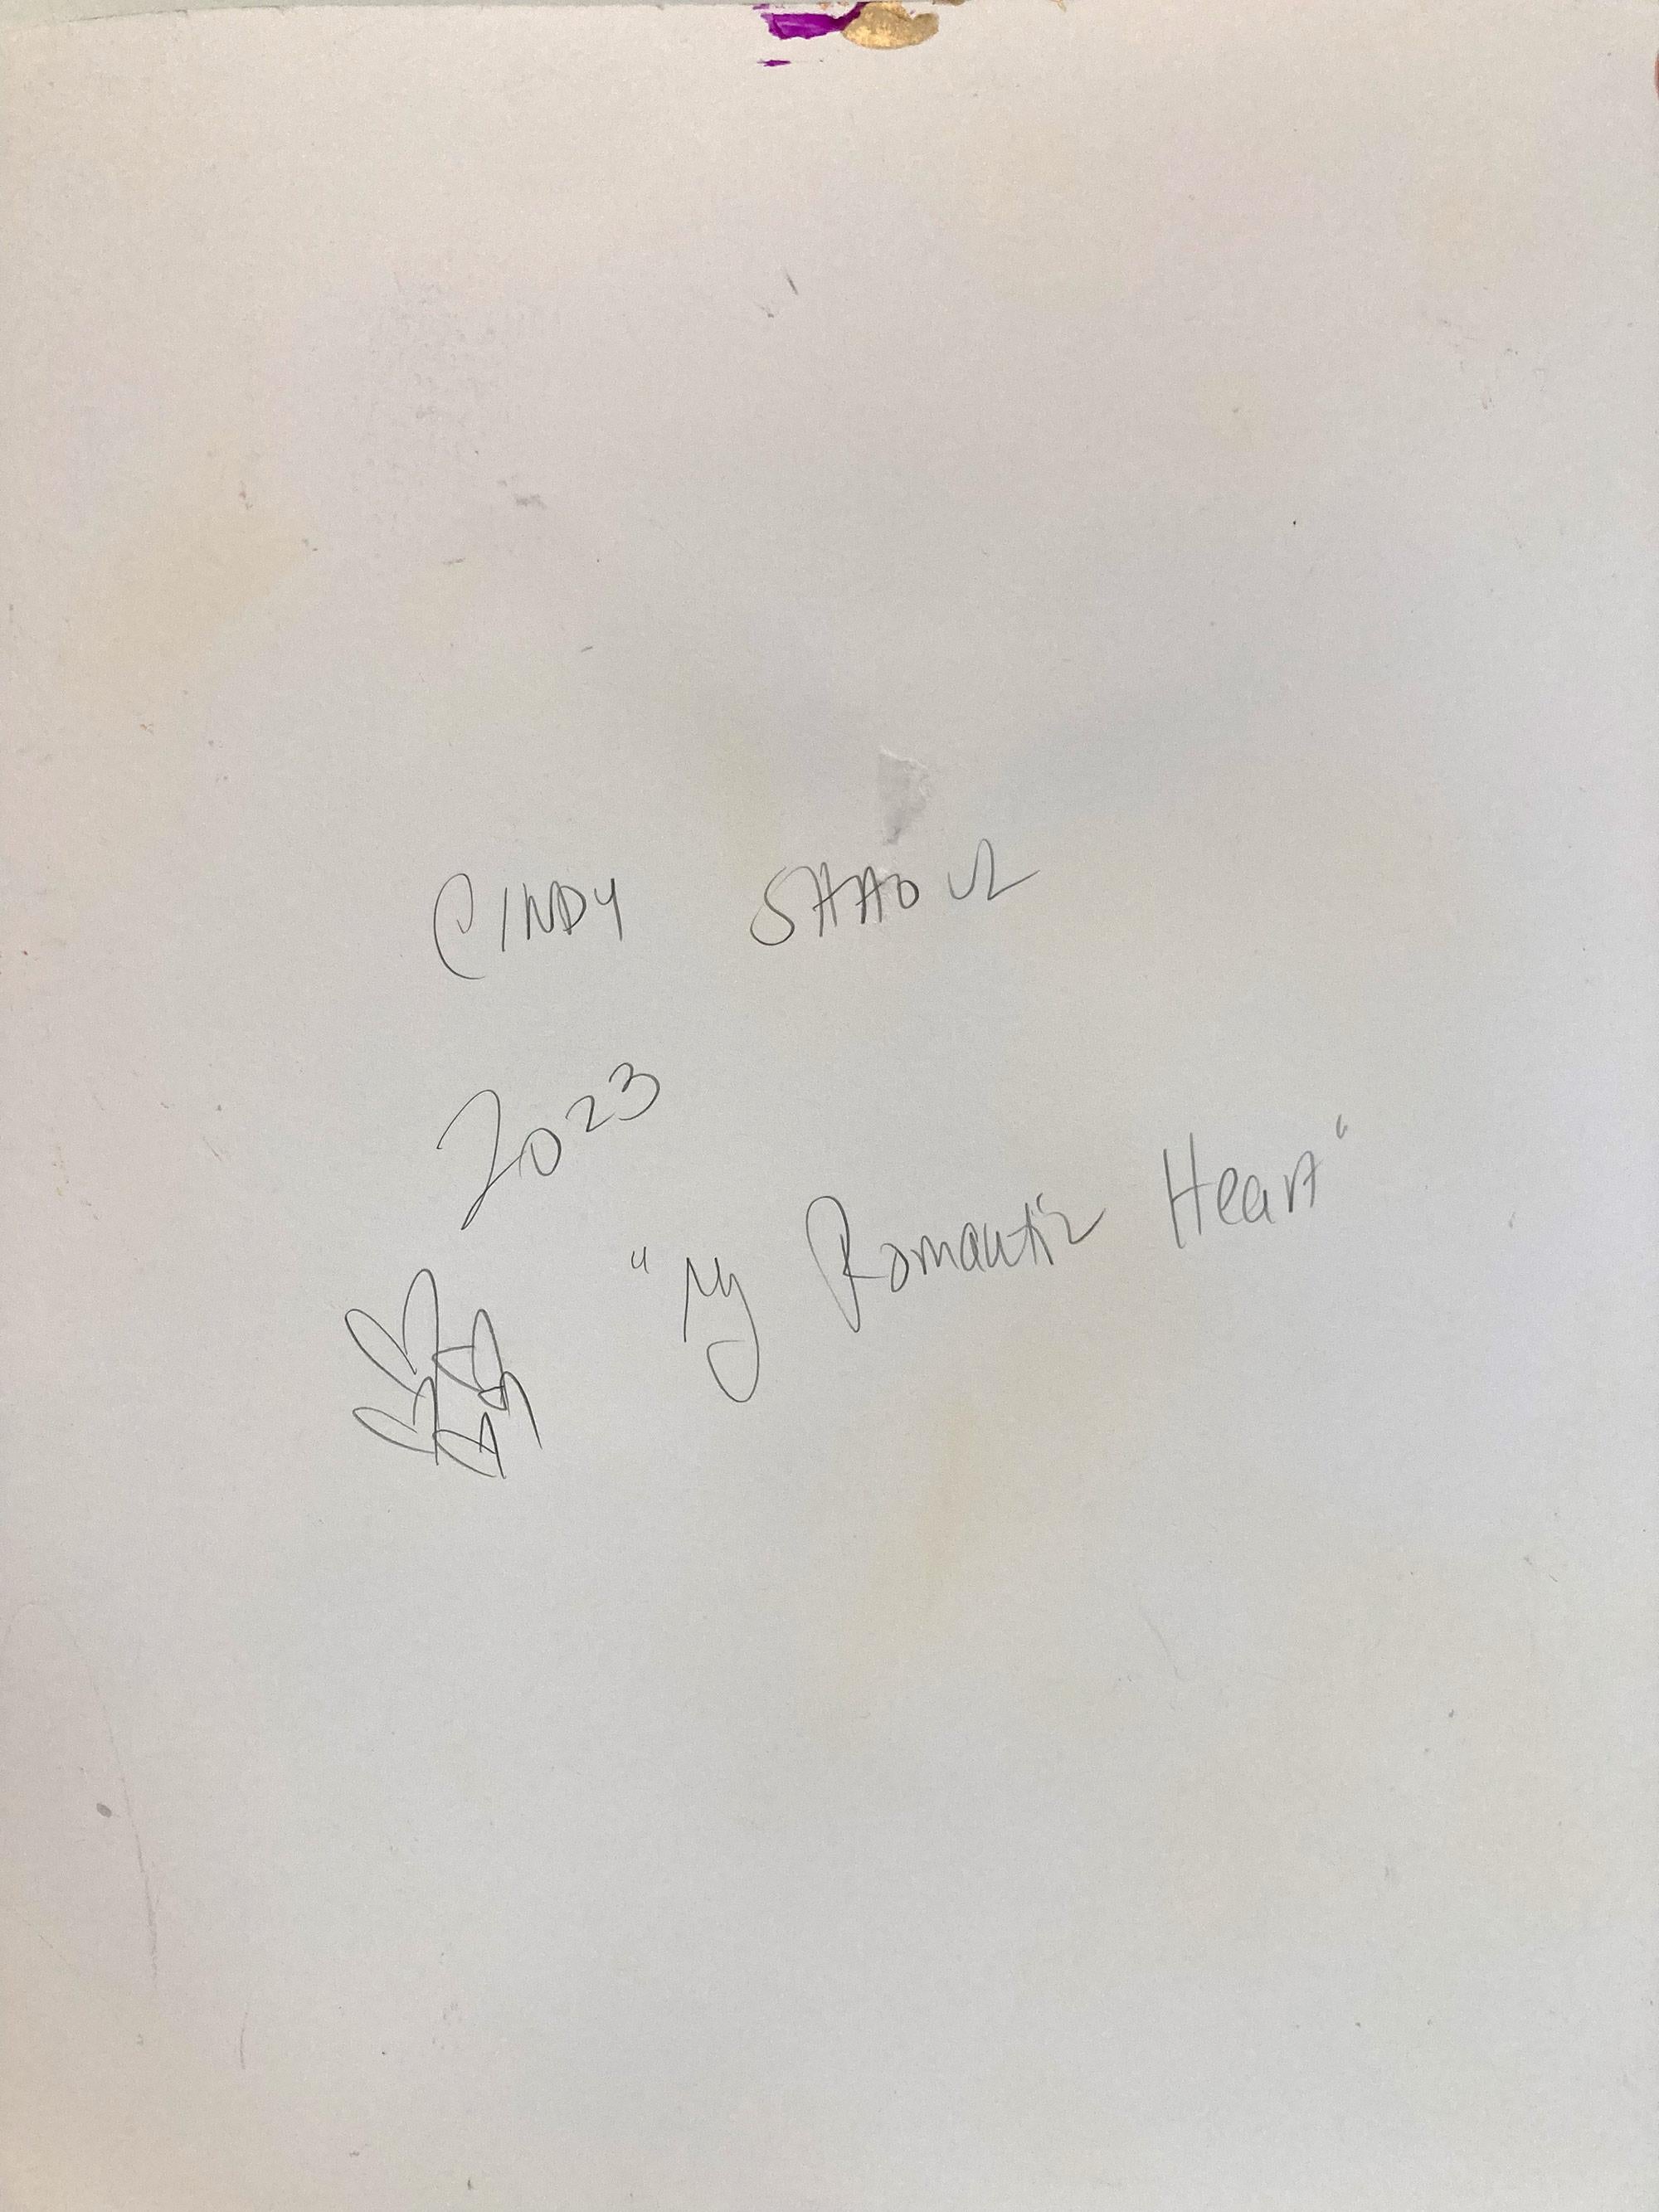 CINDY SHAOUL
2023
"My Romantic Heart"